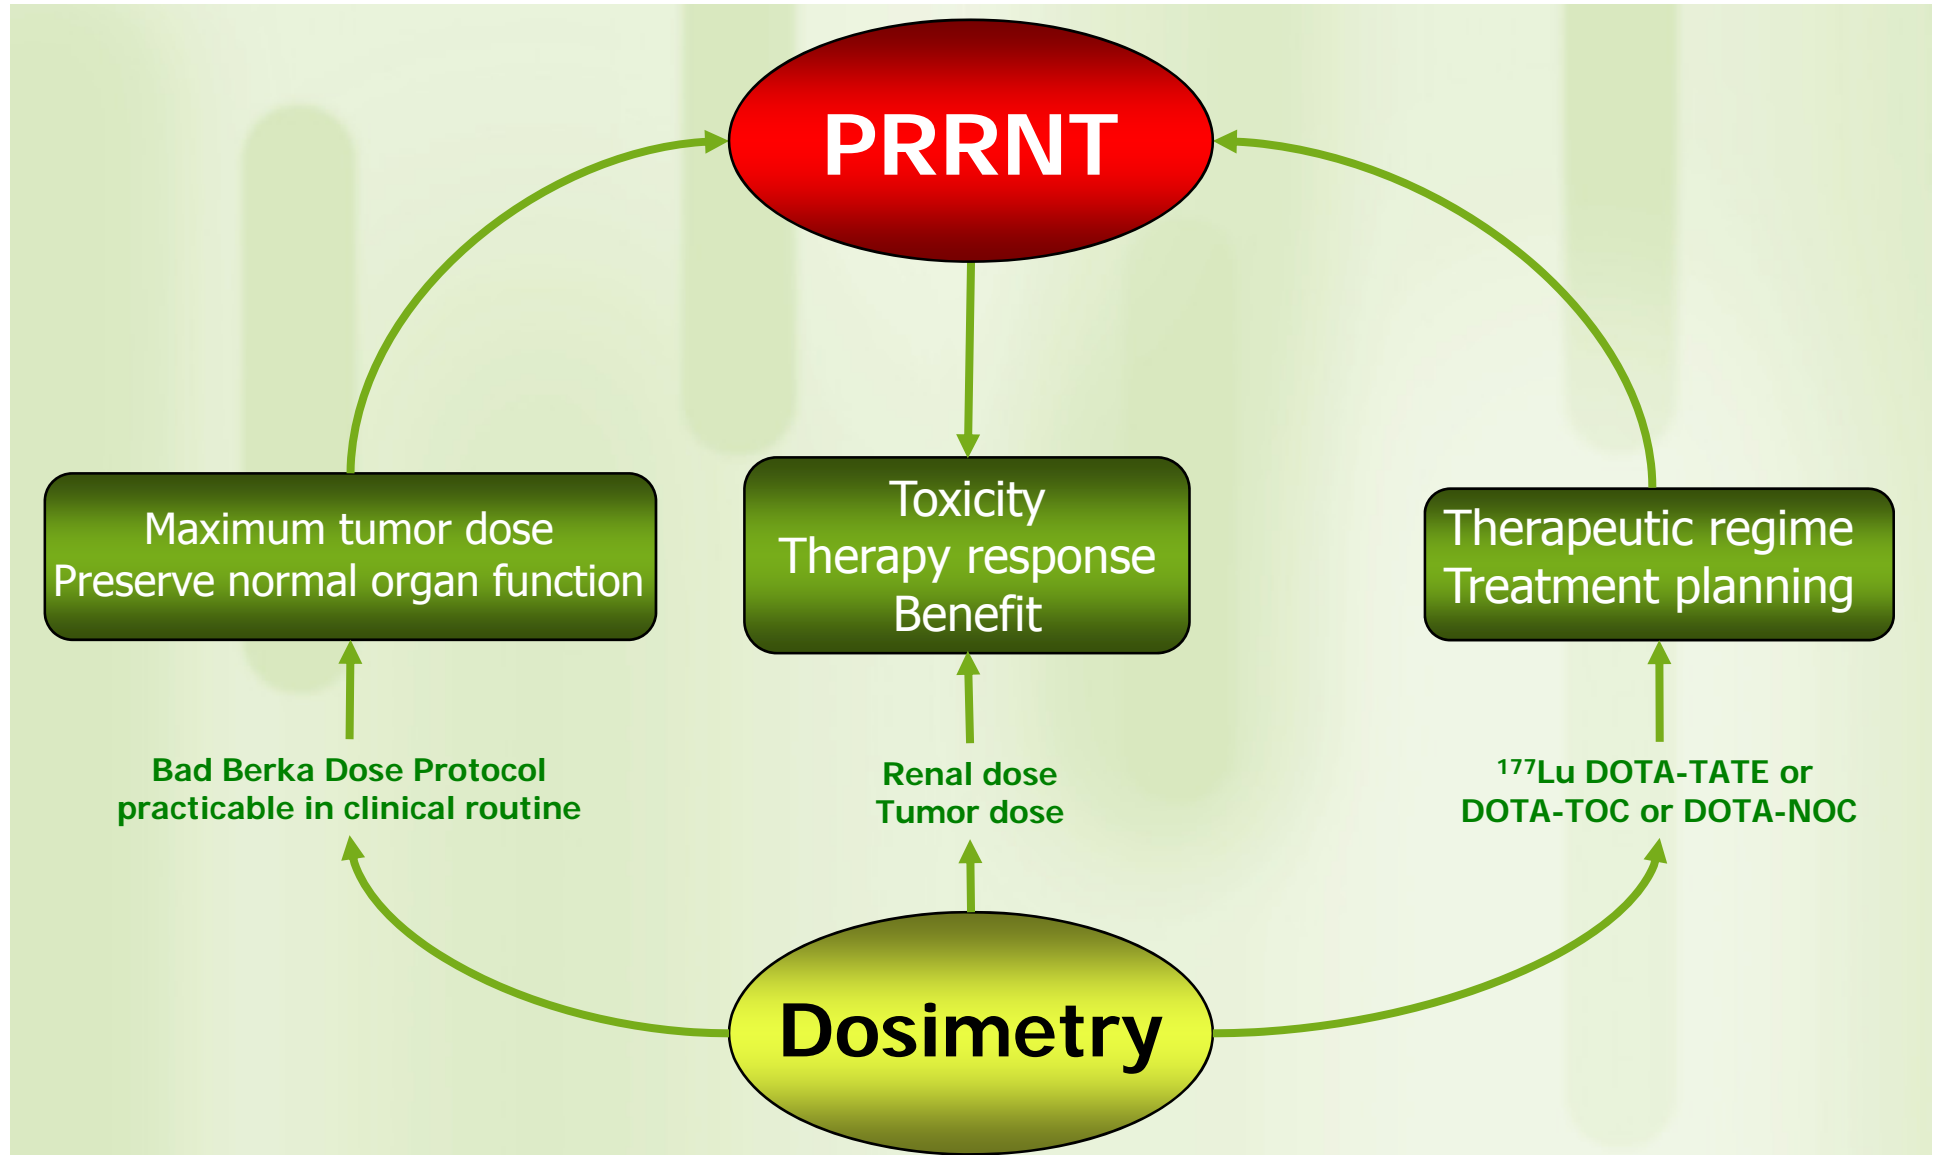 PRRNT
Maximum tumor dose
Preserve normal organ function
Toxicity
Therapy response
Benefit
Therapeutic regime
Treatment planning
Bad Berka Dose Protocol
practicable in clinical routine
Renal dose
Tumor dose
¹⁷⁷Lu DOTA-TATE or
DOTA-TOC or DOTA-NOC
Dosimetry